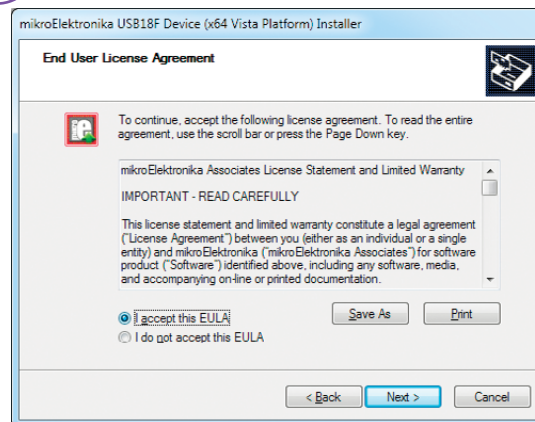 mikroElektronika USB18F Device (x64 Vista Platform) Installer
End User License Agreement
To continue, accept the following license agreement. To read the entire
agreement, use the scroll bar or press the Page Down key.
mikroElektronika Associates License Statement and Limited Warranty
IMPORTANT - READ CAREFULLY
This license statement and limited warranty constitute a legal agreement
("License Agreement") between you (either as an individual or a single
entity) and mikroElektronika ("mikroElektronika Associates") for software
product ("Software") identified above, including any software, media,
and accompanying on-line or printed documentation.
I accept this EULA
Save As
Print
I do not accept this EULA
< Back
Next >
Cancel